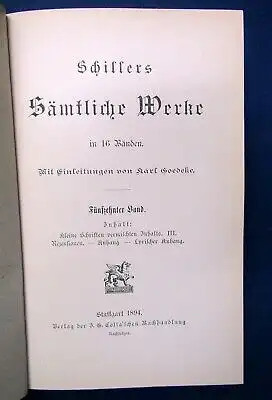 Schillers
Sämtliche Werke
in 16 Bänden.
Mit Einleitungen von Karl Goedeke.
Fünfzehnter Band.
Inhalt:
Kleine Schriften vermischten Inhalts. III.
Rezensionen. — Anhang — Lyrischer Anhang.
Stuttgart 1894.
Verlag der J. G. Cotta'schen Buchhandlung
Nachfolger.